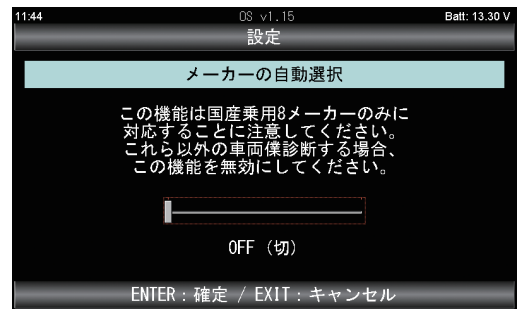 11:44 OS v1.15 Batt: 13.30 V
設定
メーカーの自動選択
この機能は国産乗用8メーカーのみに
対応することに注意してください。
これら以外の車両僕診断する場合、
この機能を無効にしてください。
OFF (切)
ENTER : 確定 / EXIT : キャンセル